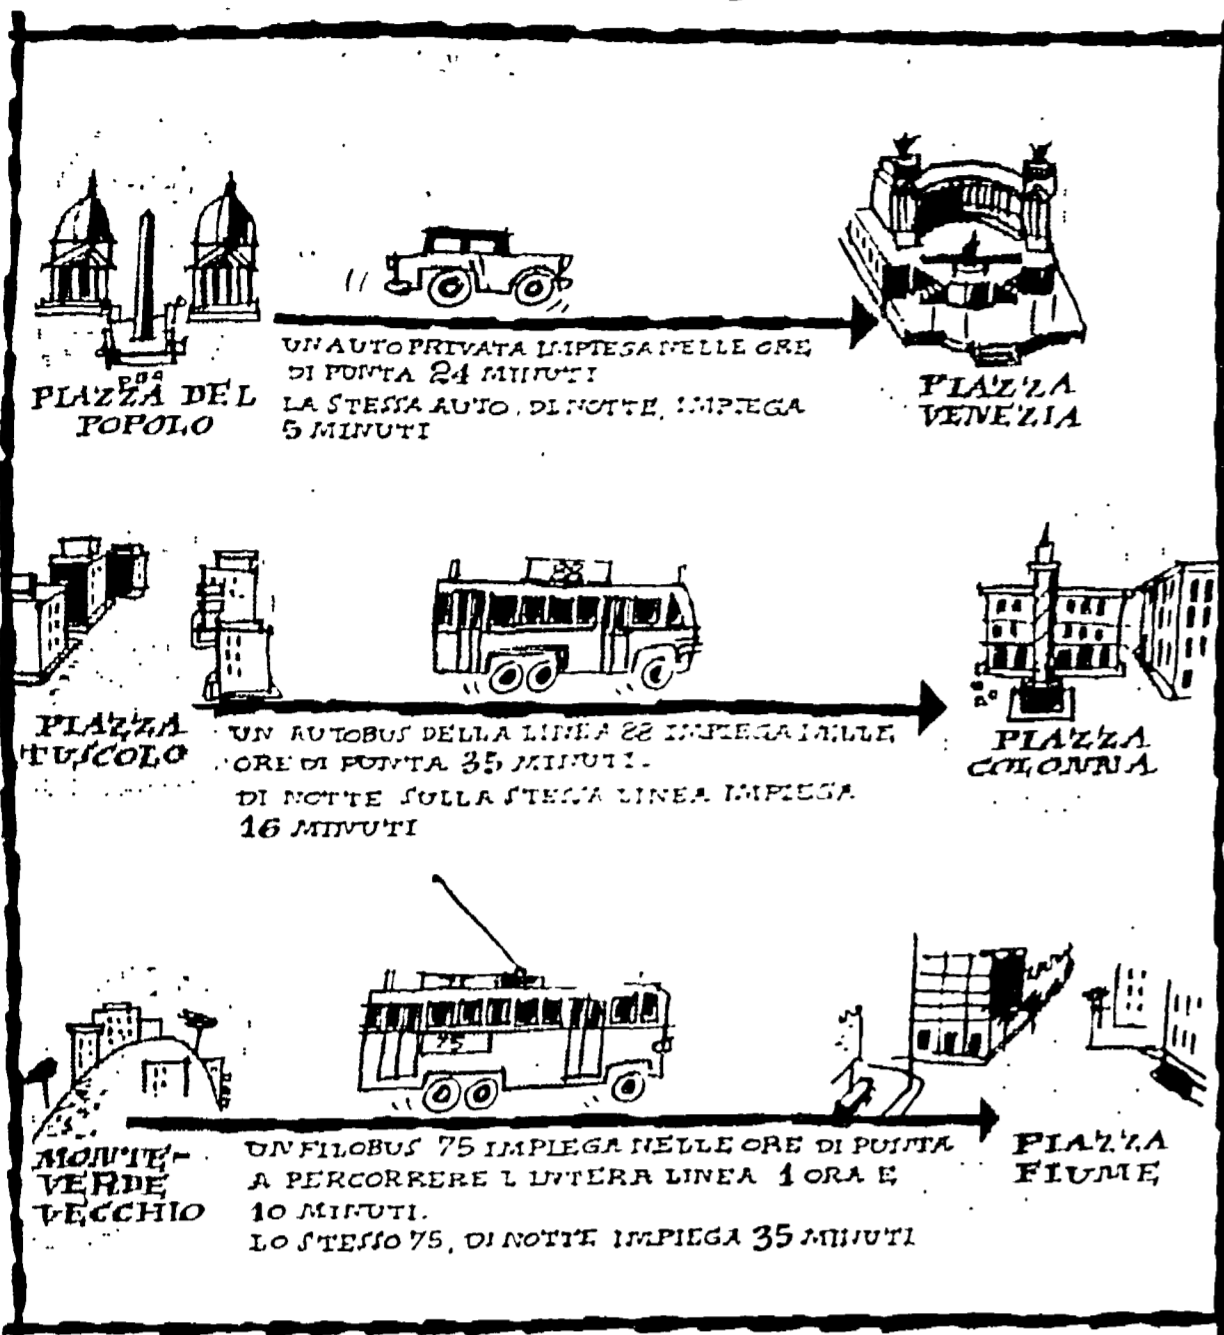 PIAZZA DEL
POPOLO
UN AUTO PRIVATA IMPIEGA NELLE ORE
DI PUNTA 24 MINUTI
LA STESSA AUTO, DI NOTTE, IMPIEGA
5 MINUTI
PIAZZA
VENEZIA
PIAZZA
TUSCOLO
UN AUTOBUS DELLA LINEA 88 IMPIEGA NELLE
ORE DI PUNTA 35 MINUTI.
DI NOTTE SULLA STESSA LINEA IMPIEGA
16 MINUTI
PIAZZA
COLONNA
75
MONTE-
VERDE
VECCHIO
UN FILOBUS 75 IMPIEGA NELLE ORE DI PUNTA
A PERCORRERE L INTERA LINEA 1 ORA E
10 MINUTI.
LO STESSO 75, DI NOTTE IMPIEGA 35 MINUTI
PIAZZA
FIUME